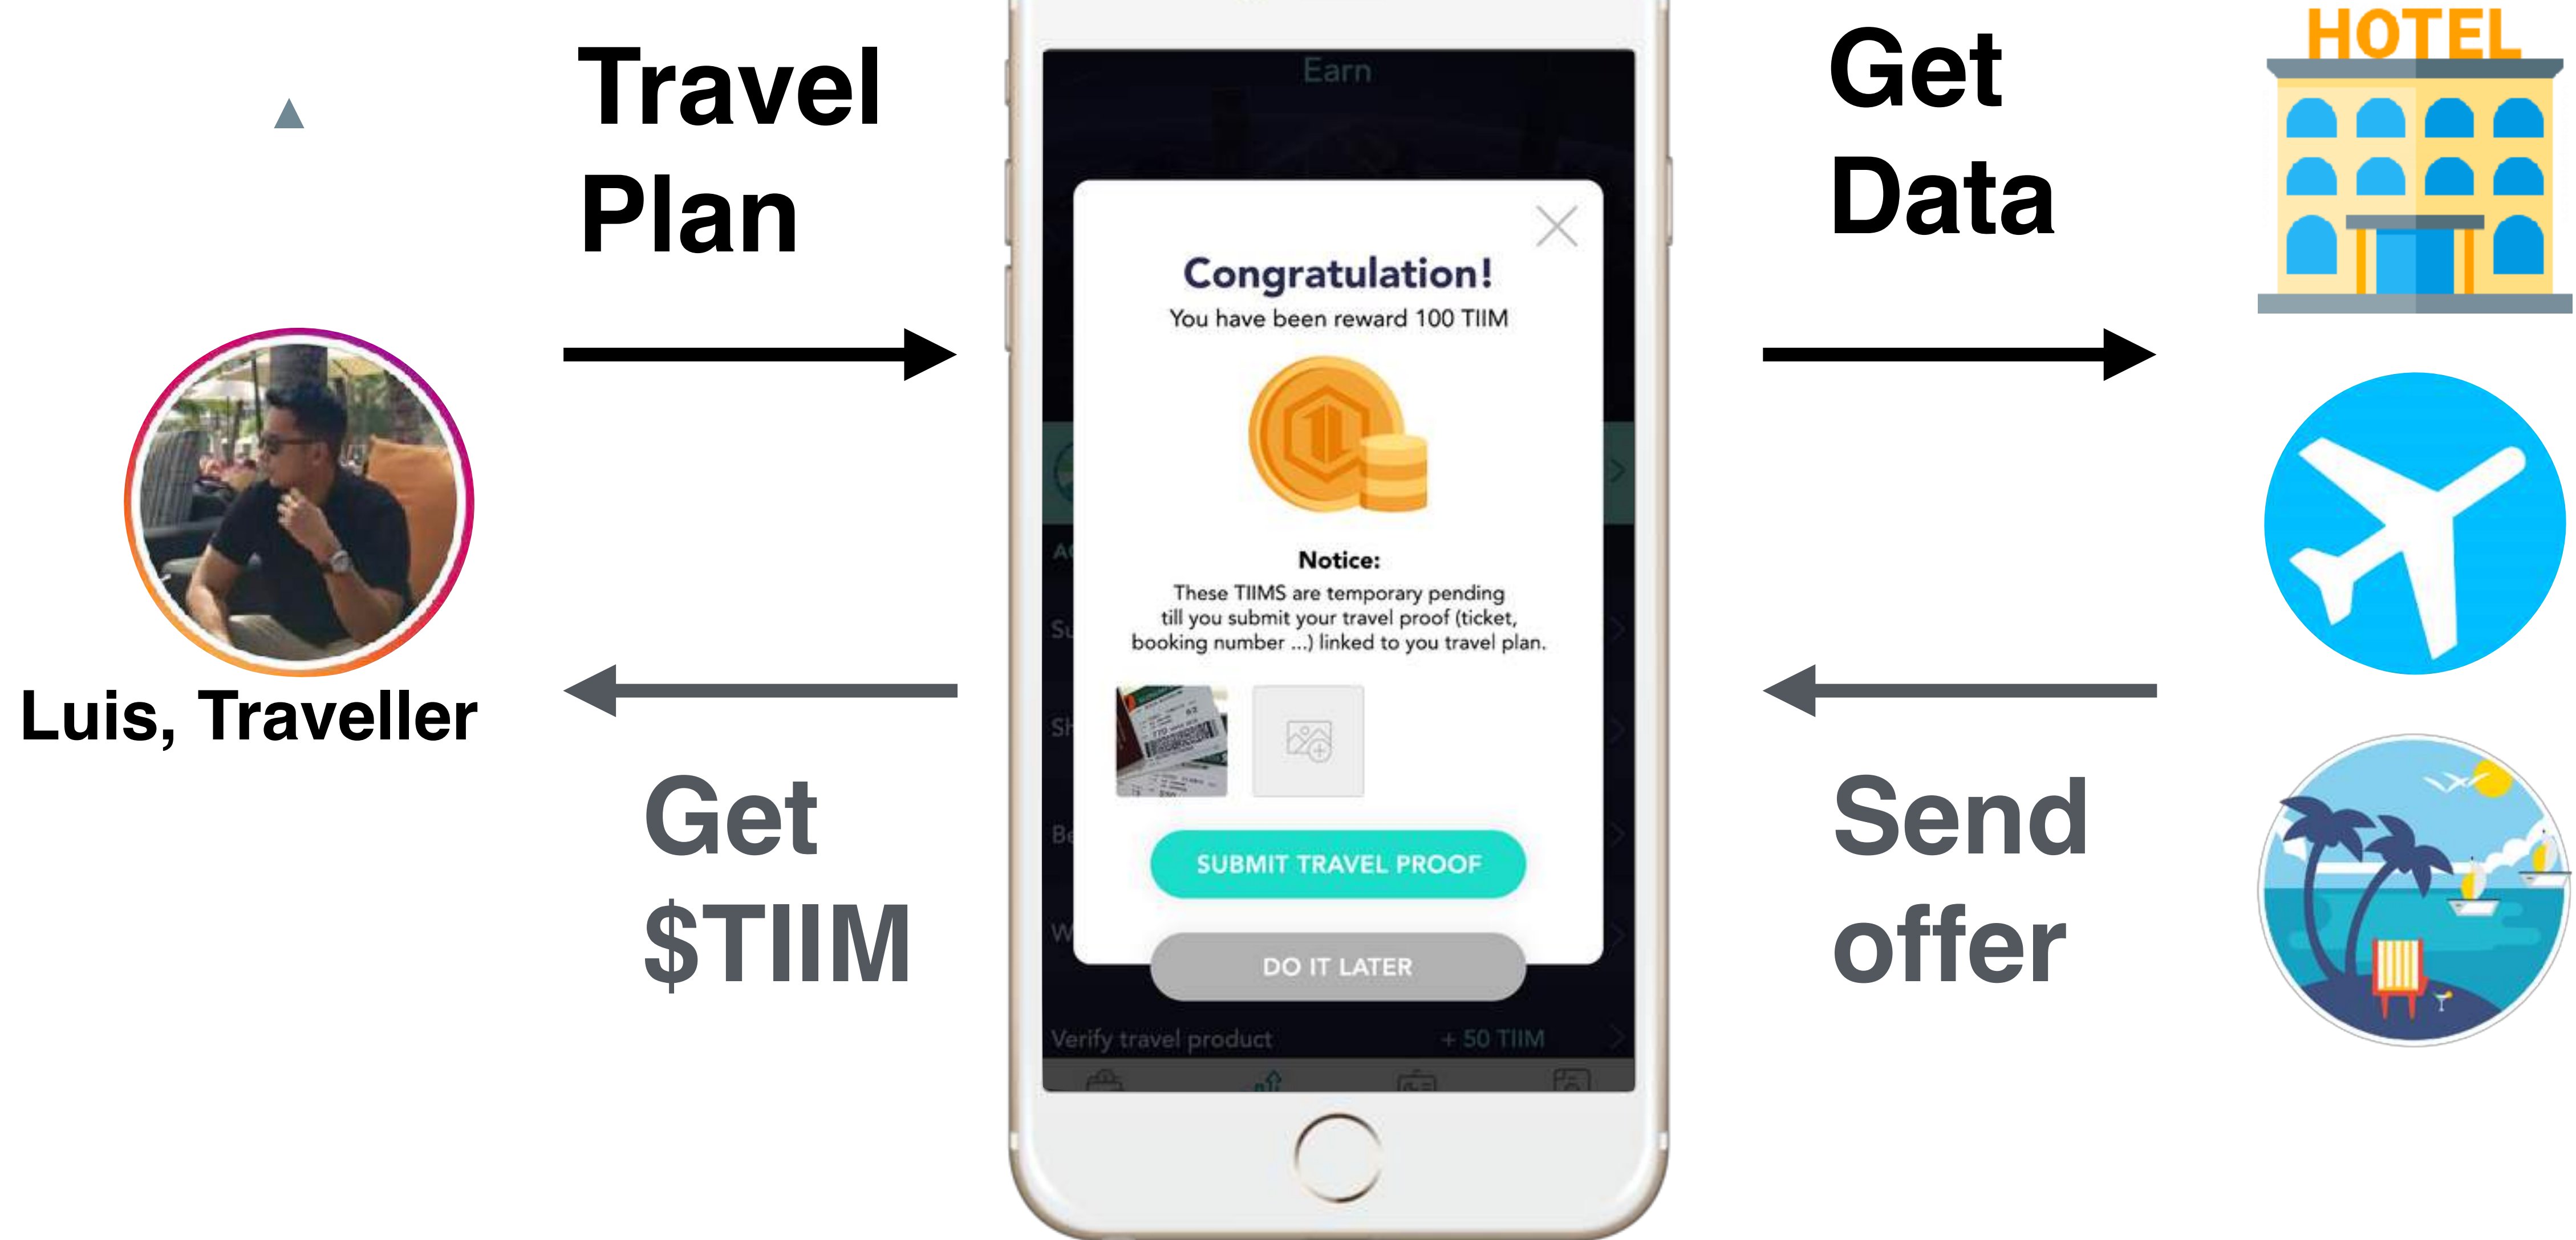 Travel
Plan
Luis, Traveller
Get
$TIIM
Earn
Congratulation!
You have been reward 100 TIIM
Notice:
These TIIMS are temporary pending
till you submit your travel proof (ticket,
booking number ...) linked to you travel plan.
SUBMIT TRAVEL PROOF
DO IT LATER
Verify travel product + 50 TIIM
Get
Data
Send
offer
HOTEL